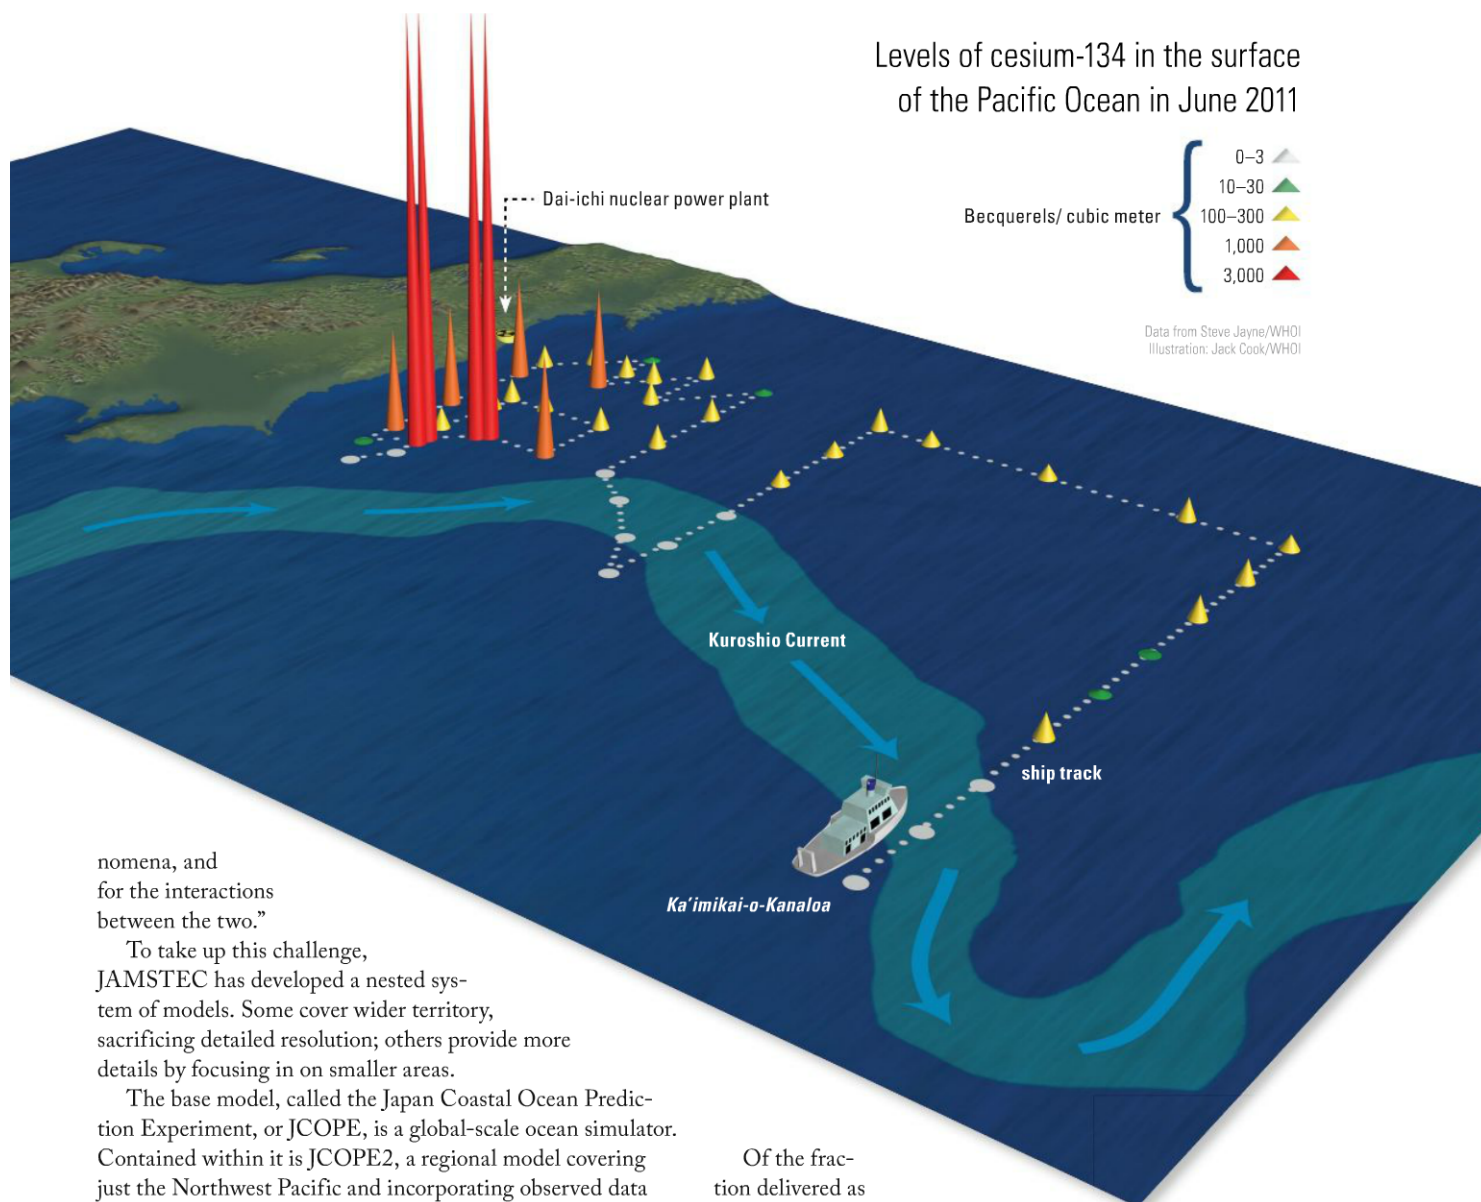 Levels of cesium-134 in the surface
of the Pacific Ocean in June 2011
0–3
10–30
Becquerels/ cubic meter
100–300
1,000
3,000
Dai-ichi nuclear power plant
Data from Steve Jayne/WHOI
Illustration: Jack Cook/WHOI
Kuroshio Current
ship track
Ka'imikai-o-Kanaloa
nomena, and
for the interactions
between the two.”
To take up this challenge,
JAMSTEC has developed a nested sys-
tem of models. Some cover wider territory,
sacrificing detailed resolution; others provide more
details by focusing in on smaller areas.
The base model, called the Japan Coastal Ocean Predic-
tion Experiment, or JCOPE, is a global-scale ocean simulator.
Contained within it is JCOPE2, a regional model covering
just the Northwest Pacific and incorporating observed data
Of the frac-
tion delivered as